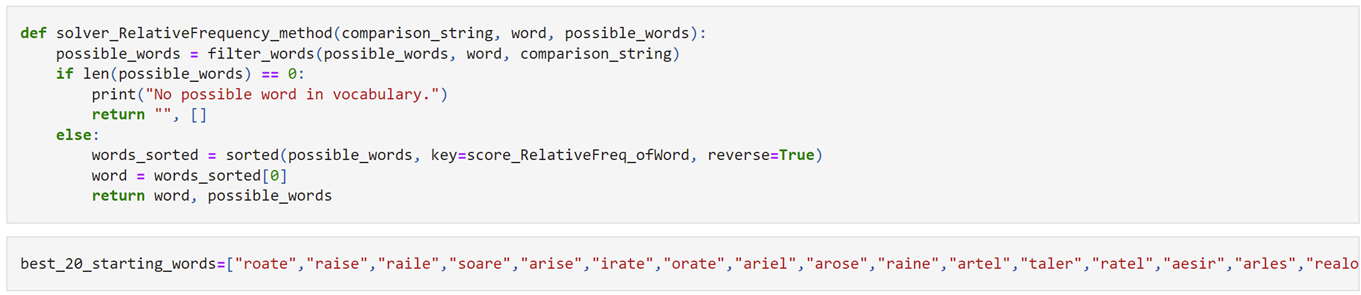 def solver_RelativeFrequency_method(comparison_string, word, possible_words):
    possible_words = filter_words(possible_words, word, comparison_string)
    if len(possible_words) == 0:
        print("No possible word in vocabulary.")
        return "", []
    else:
        words_sorted = sorted(possible_words, key=score_RelativeFreq_ofWord, reverse=True)
        word = words_sorted[0]
        return word, possible_words
best_20_starting_words=["roate","raise","raile","soare","arise","irate","orate","ariel","arose","raine","artel","taler","ratel","aesir","arles","realo